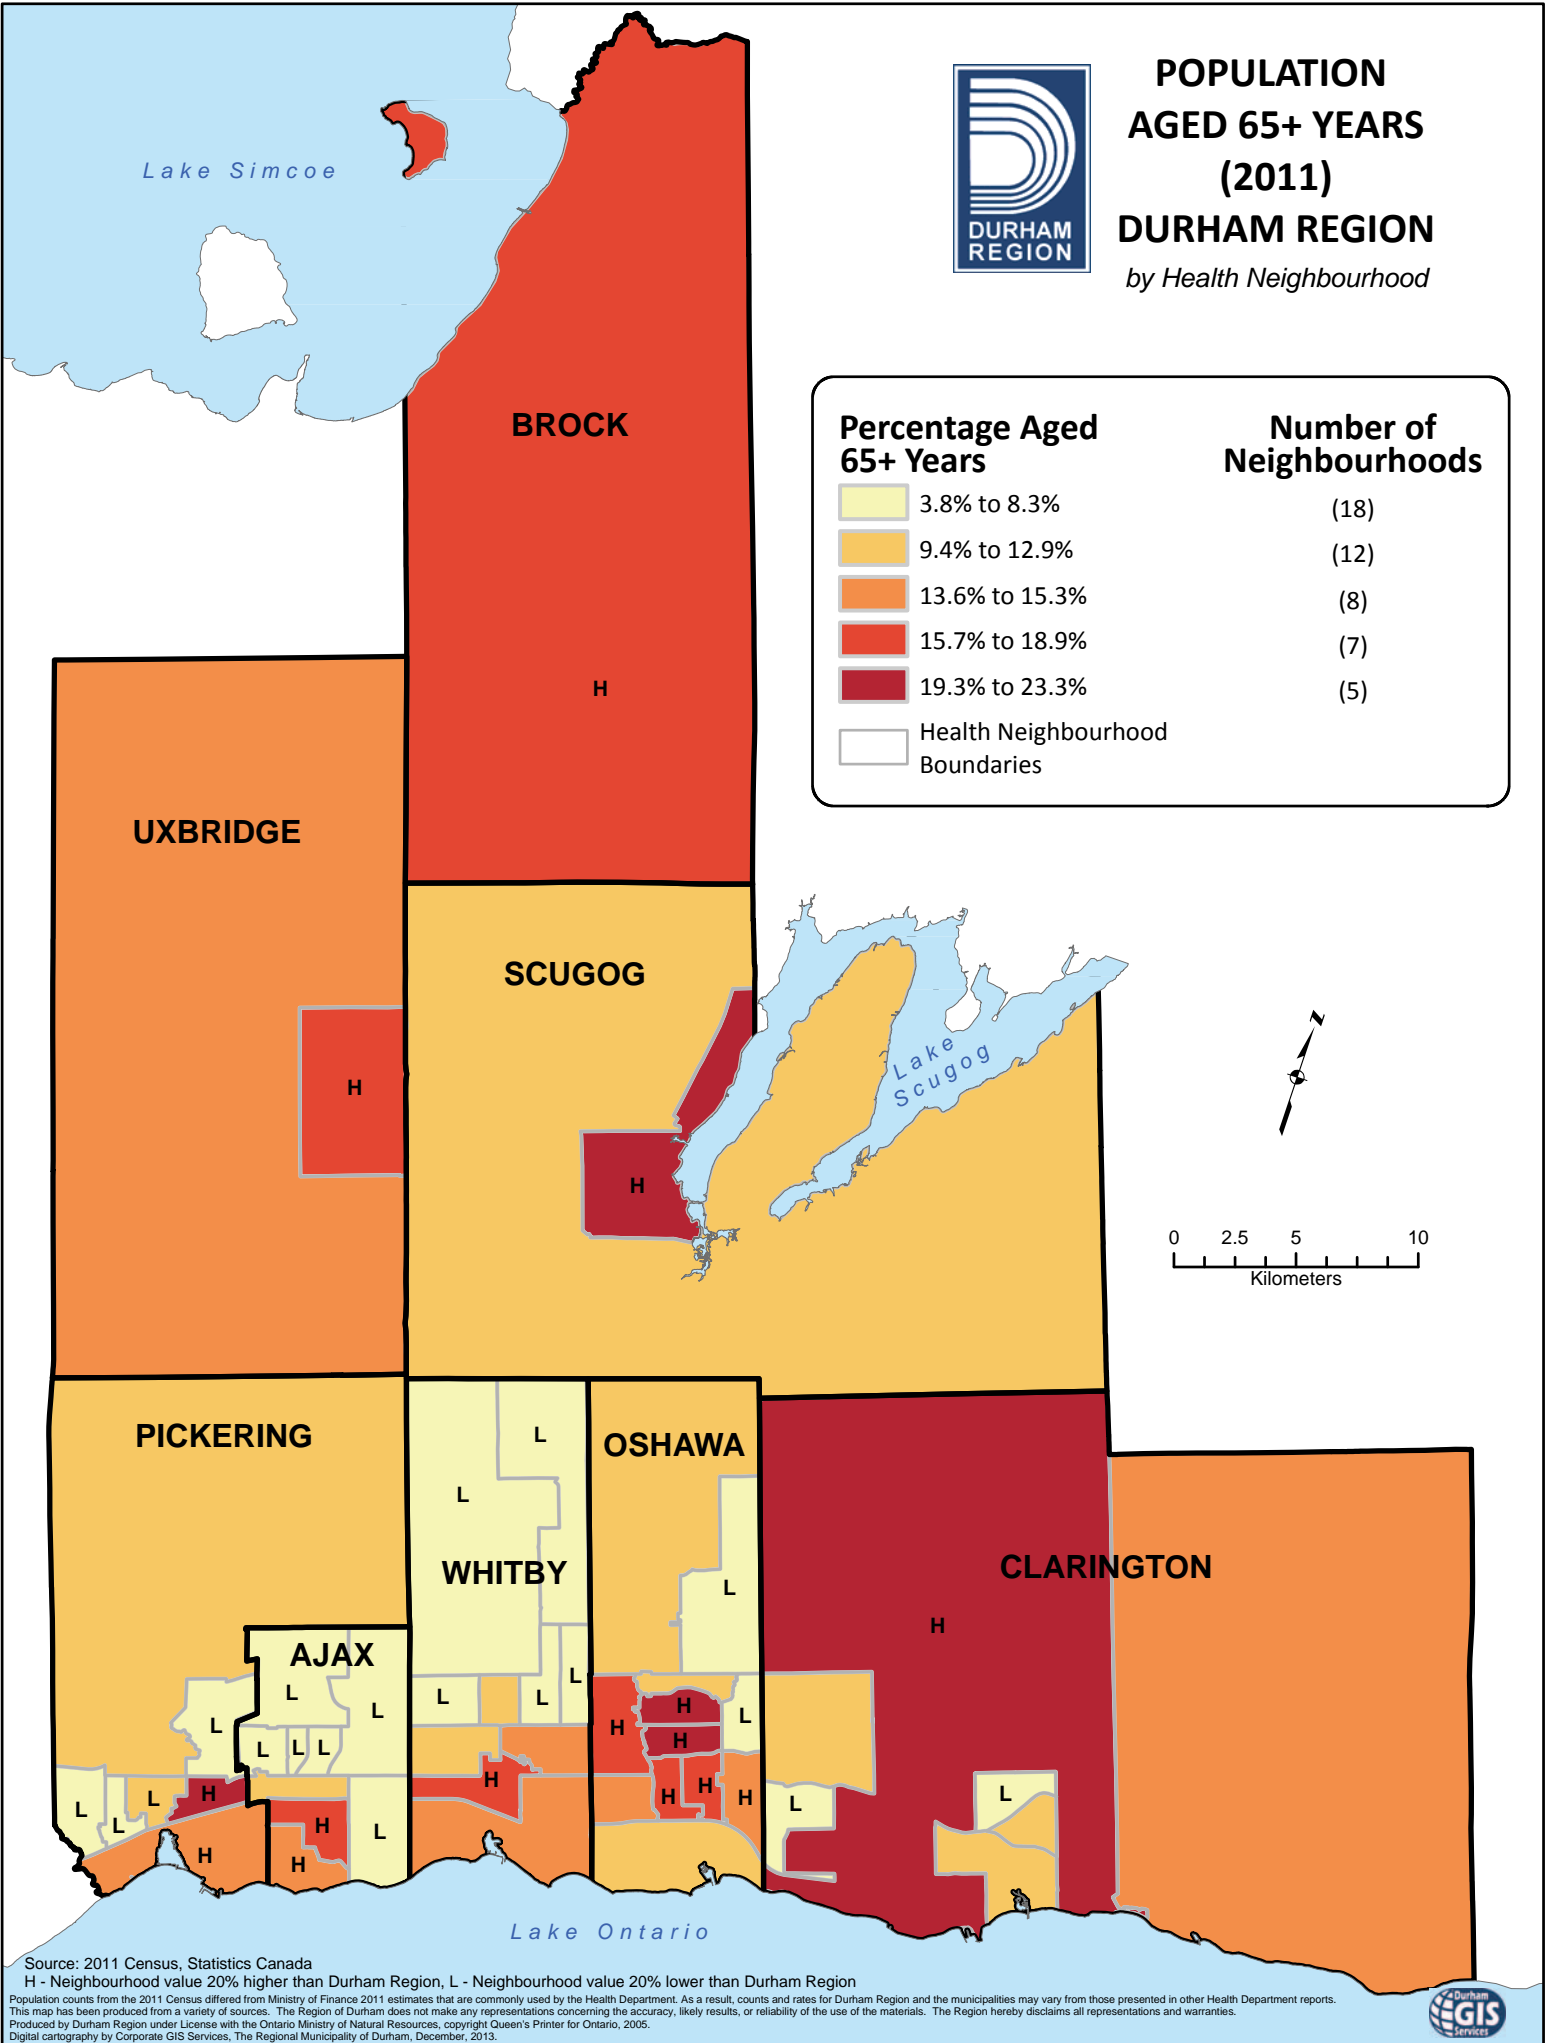 POPULATION
AGED 65+ YEARS
(2011)
DURHAM REGION
by Health Neighbourhood
DURHAM
REGION
Lake Simcoe
Percentage Aged
65+ Years
Number of
Neighbourhoods
3.8% to 8.3% (18)
9.4% to 12.9% (12)
13.6% to 15.3% (8)
15.7% to 18.9% (7)
19.3% to 23.3% (5)
Health Neighbourhood
Boundaries
BROCK
H
UXBRIDGE
H
SCUGOG
H
Lake
Scugog
N
0 2.5 5 10
Kilometers
PICKERING
L
L
L
L
H
H
AJAX
L
L
L
L
L
H
H
L
WHITBY
L
L
L
L
L
H
OSHAWA
L
H
H
H
L
H
H
H
CLARINGTON
H
L
L
Lake Ontario
Source: 2011 Census, Statistics Canada
H - Neighbourhood value 20% higher than Durham Region, L - Neighbourhood value 20% lower than Durham Region
Population counts from the 2011 Census differed from Ministry of Finance 2011 estimates that are commonly used by the Health Department. As a result, counts and rates for Durham Region and the municipalities may vary from those presented in other Health Department reports.
This map has been produced from a variety of sources. The Region of Durham does not make any representations concerning the accuracy, likely results, or reliability of the use of the materials. The Region hereby disclaims all representations and warranties.
Produced by Durham Region under License with the Ontario Ministry of Natural Resources, copyright Queen's Printer for Ontario, 2005.
Digital cartography by Corporate GIS Services, The Regional Municipality of Durham, December, 2013.
Durham
GIS
Services